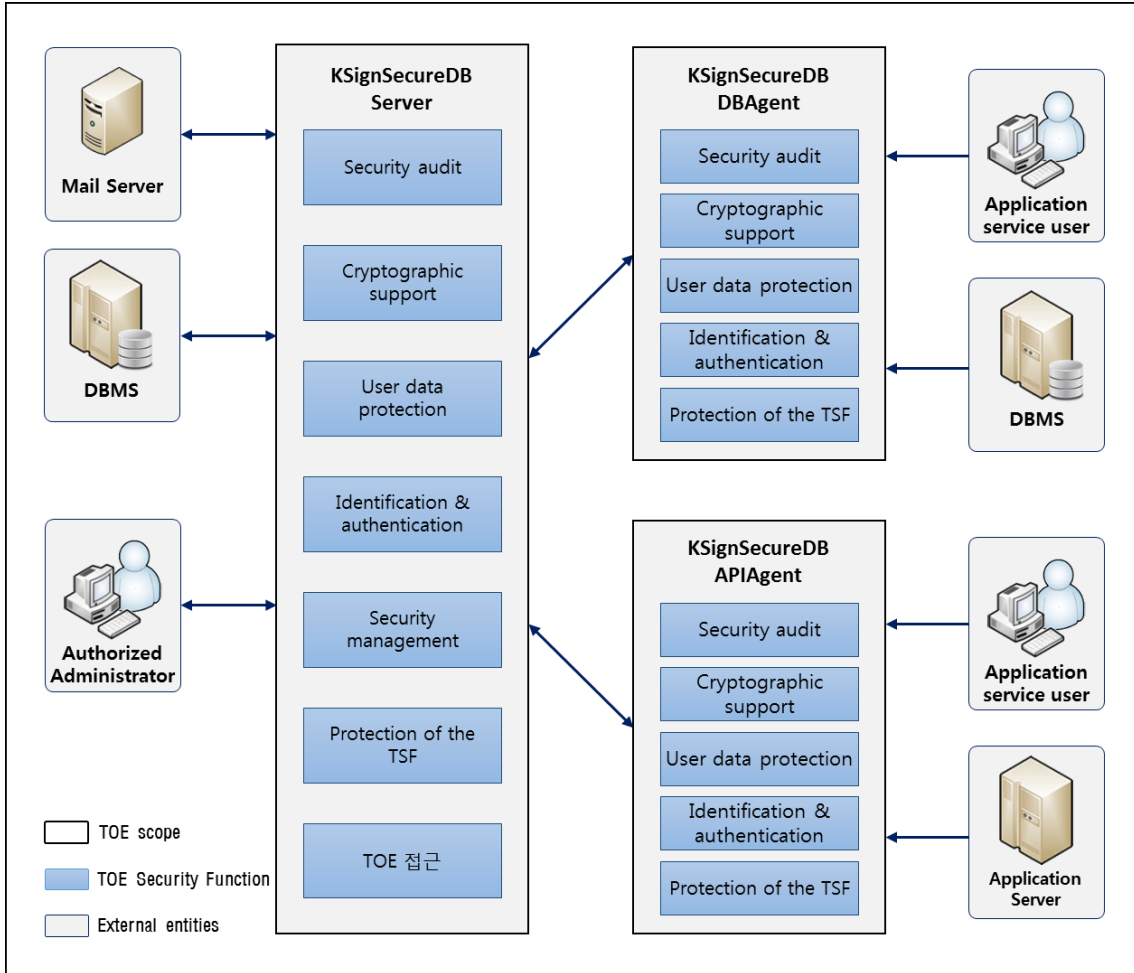 Mail Server
DBMS
Authorized
Administrator
TOE scope
TOE Security Function
External entities
KSignSecureDB
Server
Security audit
Cryptographic
support
User data
protection
Identification &
authentication
Security
management
Protection of the
TSF
TOE 접근
KSignSecureDB
DBAgent
Security audit
Cryptographic
support
User data protection
Identification &
authentication
Protection of the TSF
KSignSecureDB
APIAgent
Security audit
Cryptographic
support
User data protection
Identification &
authentication
Protection of the TSF
Application
service user
DBMS
Application
service user
Application
Server